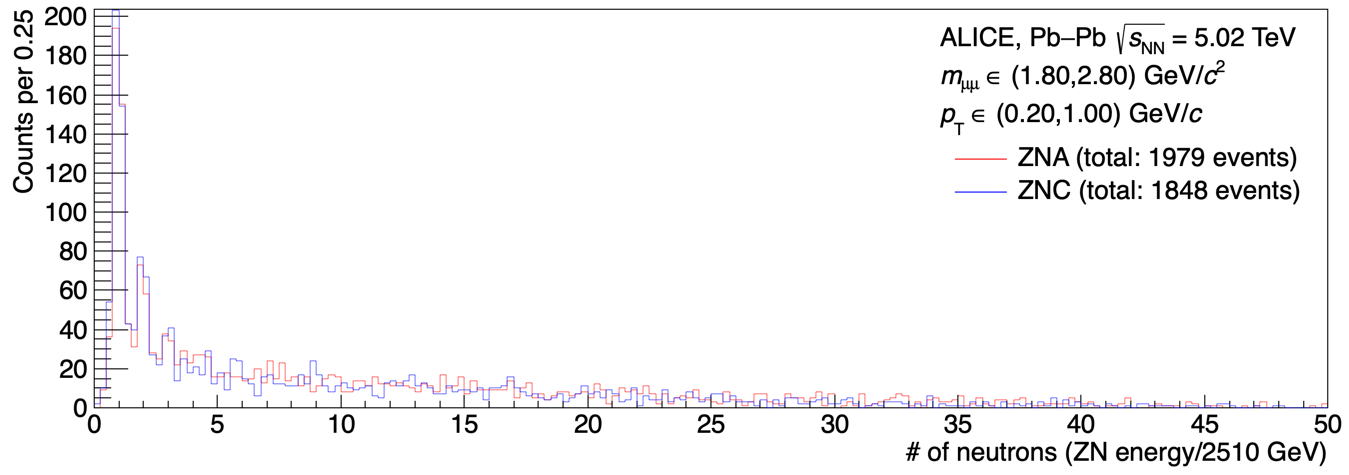 Counts per 0.25
200
180
160
140
120
100
80
60
40
20
0
ALICE, Pb–Pb √sNN = 5.02 TeV
mμμ ∈ (1.80,2.80) GeV/c²
pT ∈ (0.20,1.00) GeV/c
ZNA (total: 1979 events)
ZNC (total: 1848 events)
0 5 10 15 20 25 30 35 40 45 50
# of neutrons (ZN energy/2510 GeV)